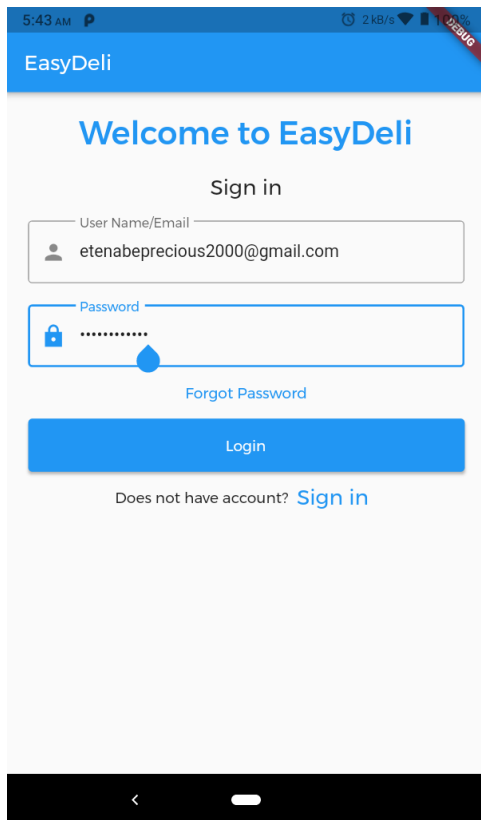 5:43 AM P 2 kB/s 100%
DEBUG
EasyDeli
Welcome to EasyDeli
Sign in
User Name/Email
etenabeprecious2000@gmail.com
Password
••••••••••••
Forgot Password
Login
Does not have account? Sign in